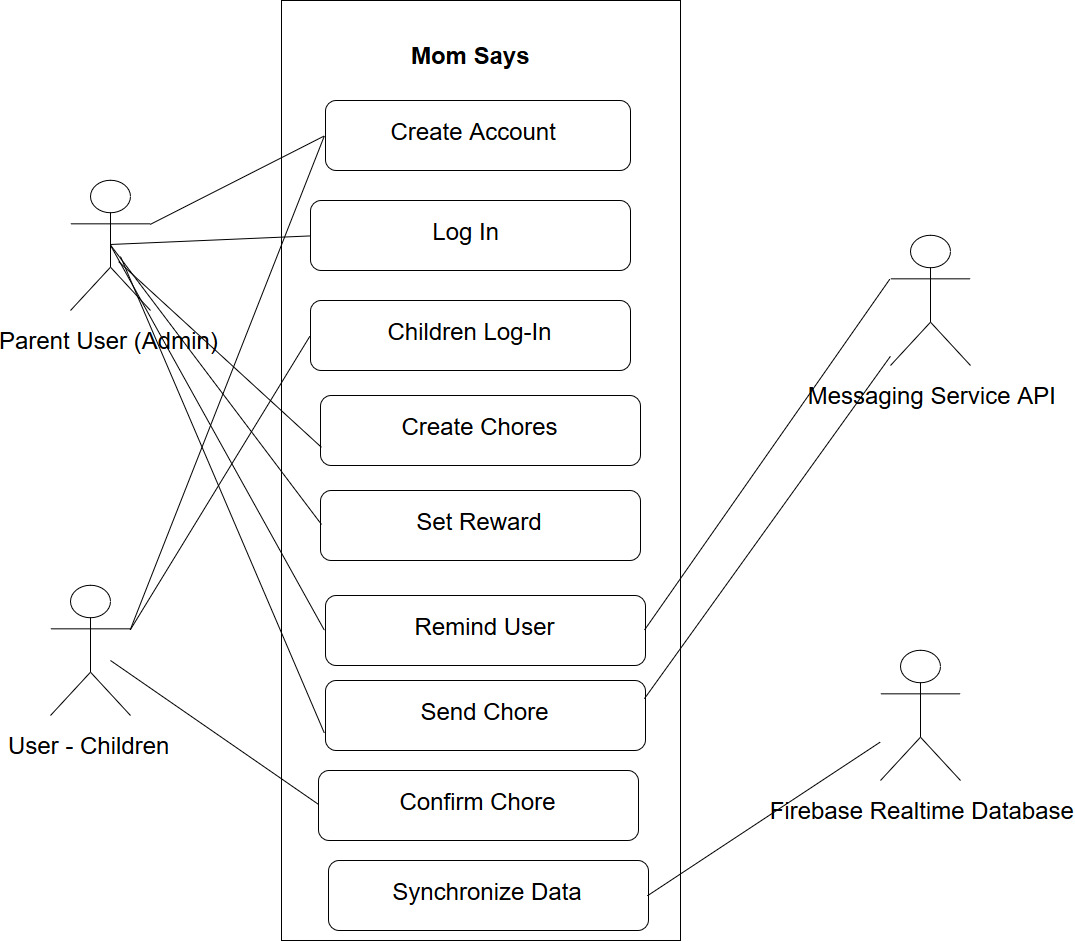 Mom Says
Create Account
Log In
Children Log-In
Parent User (Admin)
Messaging Service API
Create Chores
Set Reward
Remind User
Send Chore
User - Children
Confirm Chore
Firebase Realtime Database
Synchronize Data